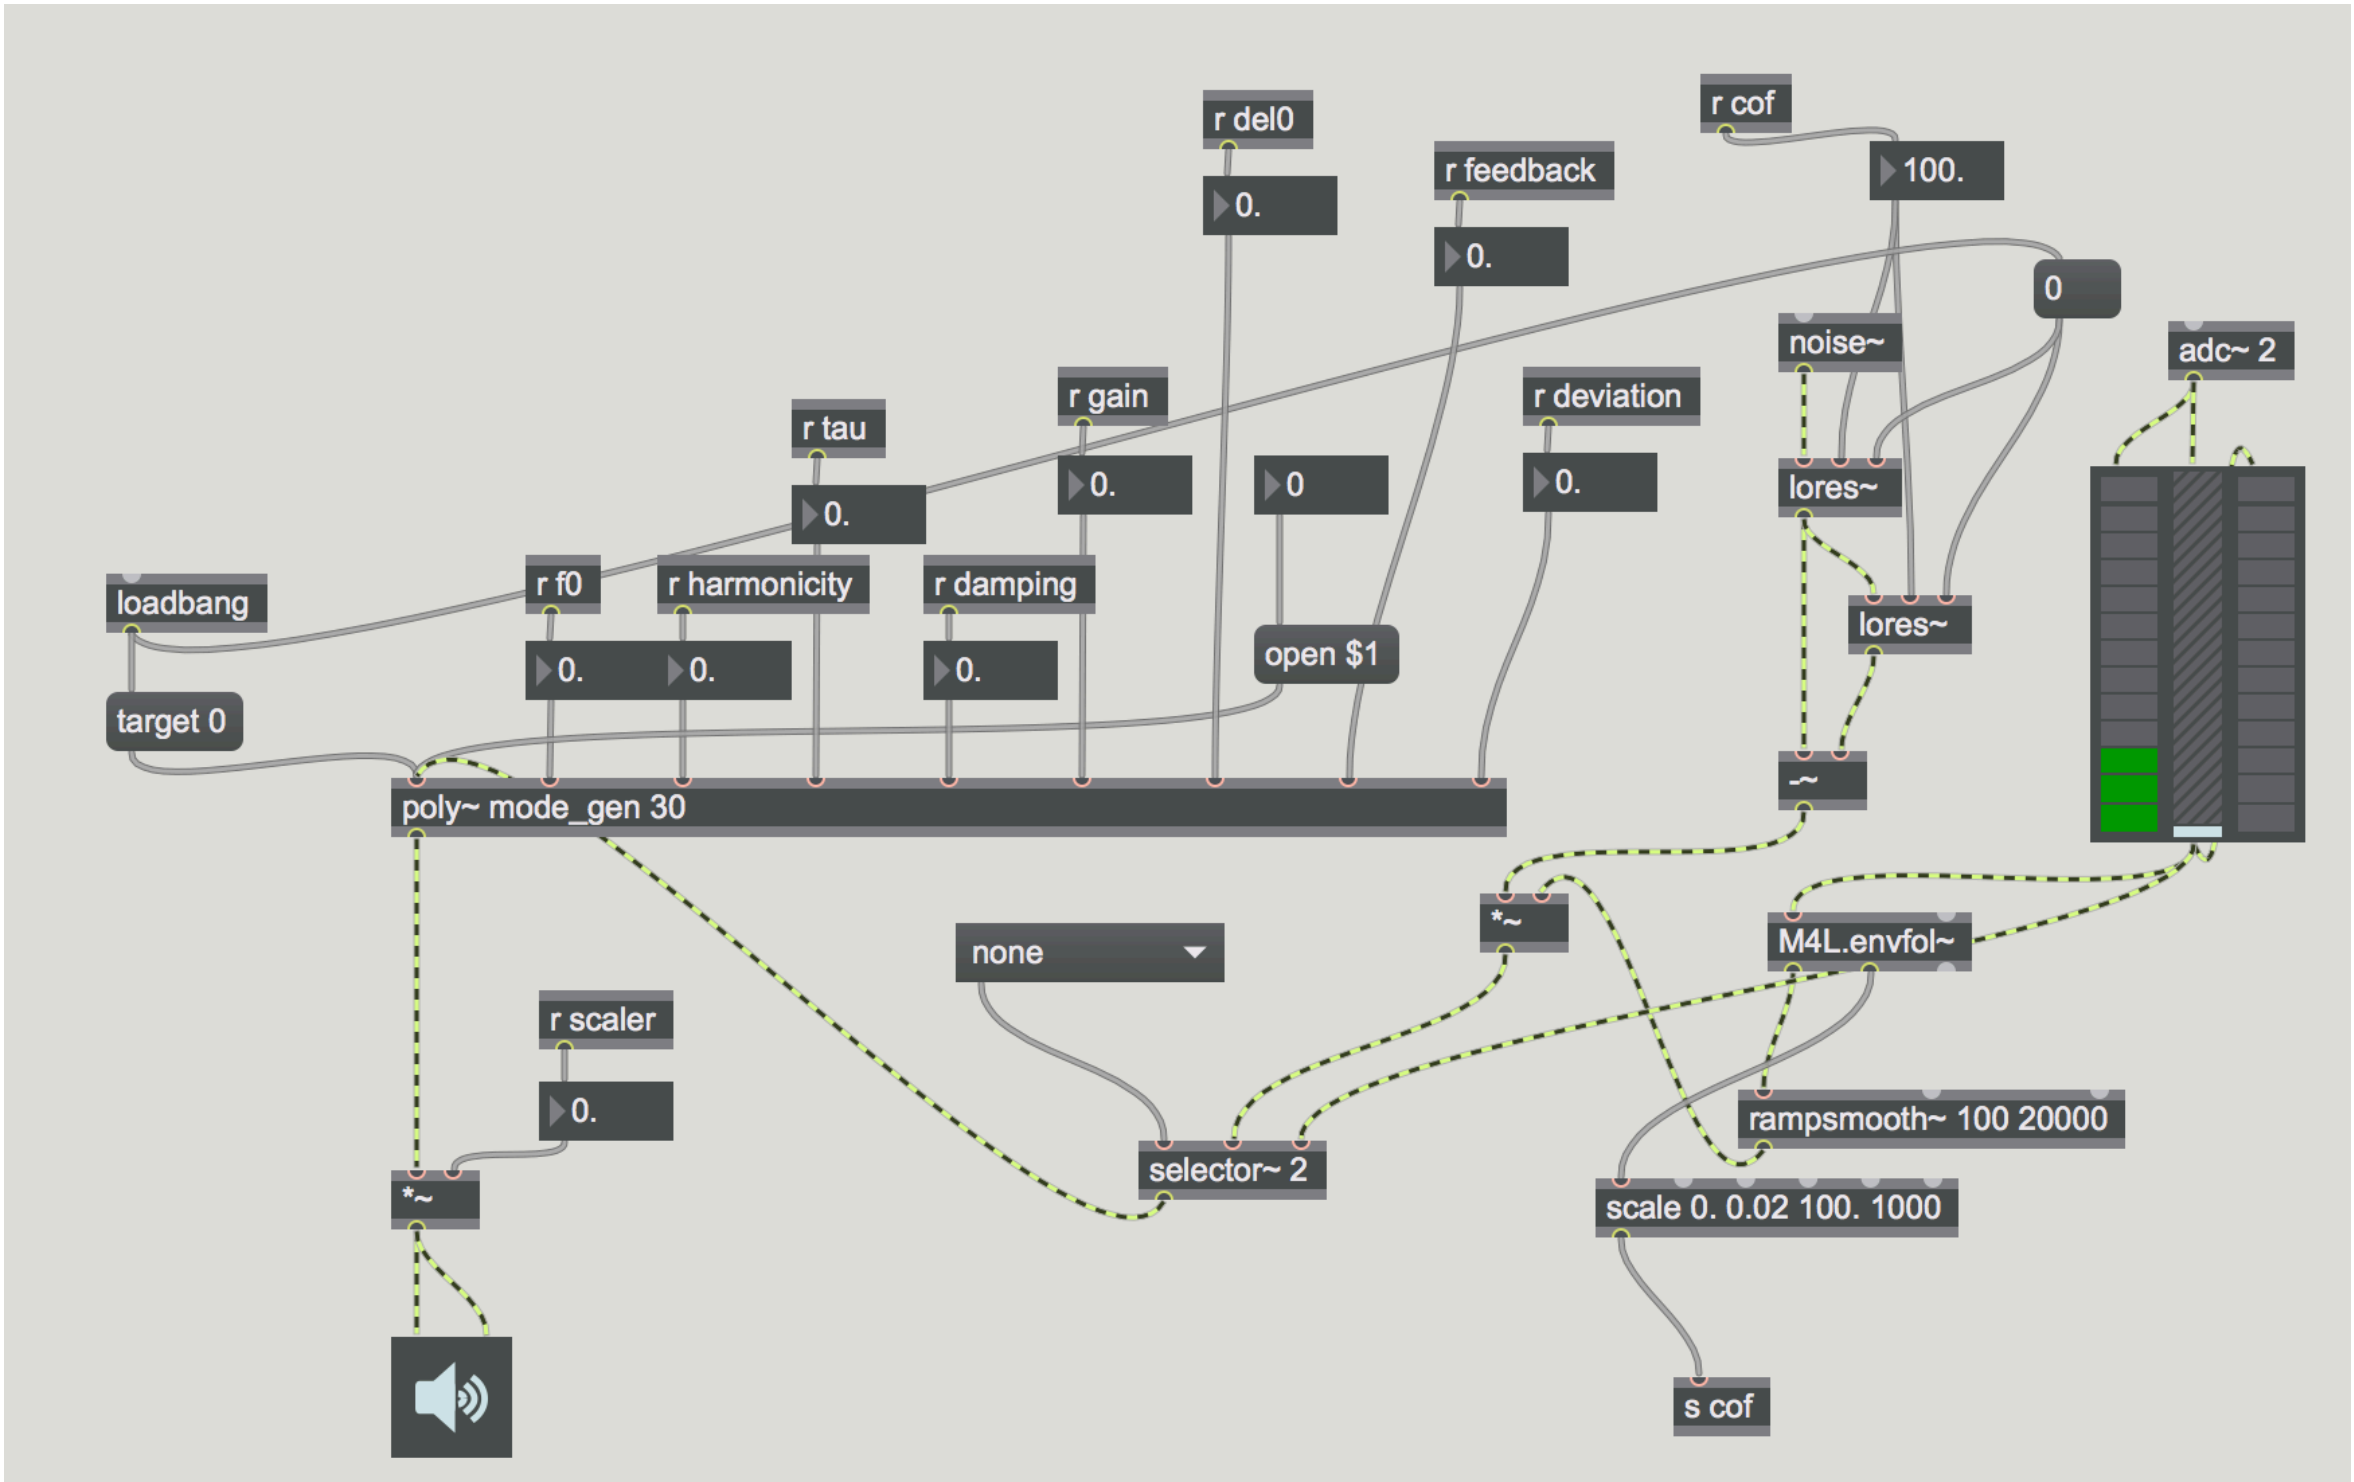 r cof
r del0
r feedback
100.
0.
0.
0
noise~
adc~ 2
r gain
r deviation
r tau
0.
0
0.
lores~
0.
r f0
r harmonicity
r damping
loadbang
lores~
open $1
0.
0.
0.
target 0
-~
poly~ mode_gen 30
*~
M4L.envfol~
none
r scaler
0.
rampsmooth~ 100 20000
selector~ 2
*~
scale 0. 0.02 100. 1000
s cof